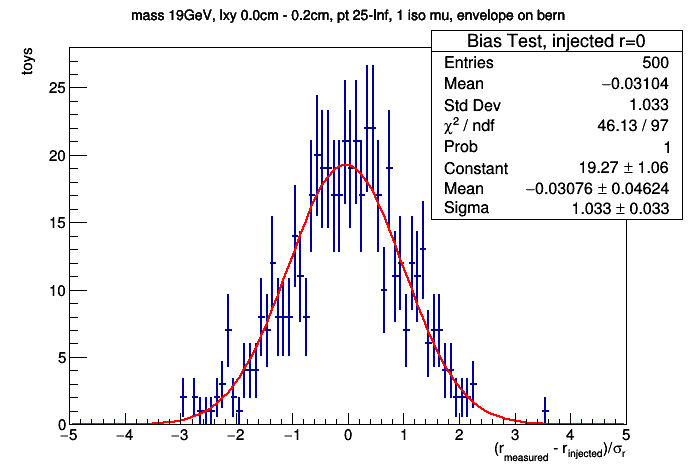 mass 19GeV, lxy 0.0cm - 0.2cm, pt 25-Inf, 1 iso mu, envelope on bern
toys
Bias Test, injected r=0
Entries 500
Mean −0.03104
Std Dev 1.033
χ² / ndf 46.13 / 97
Prob 1
Constant 19.27 ± 1.06
Mean −0.03076 ± 0.04624
Sigma 1.033 ± 0.033
25
20
15
10
5
0
−5 −4 −3 −2 −1 0 1 2 3 4 5
(r_measured - r_injected)/σ_r